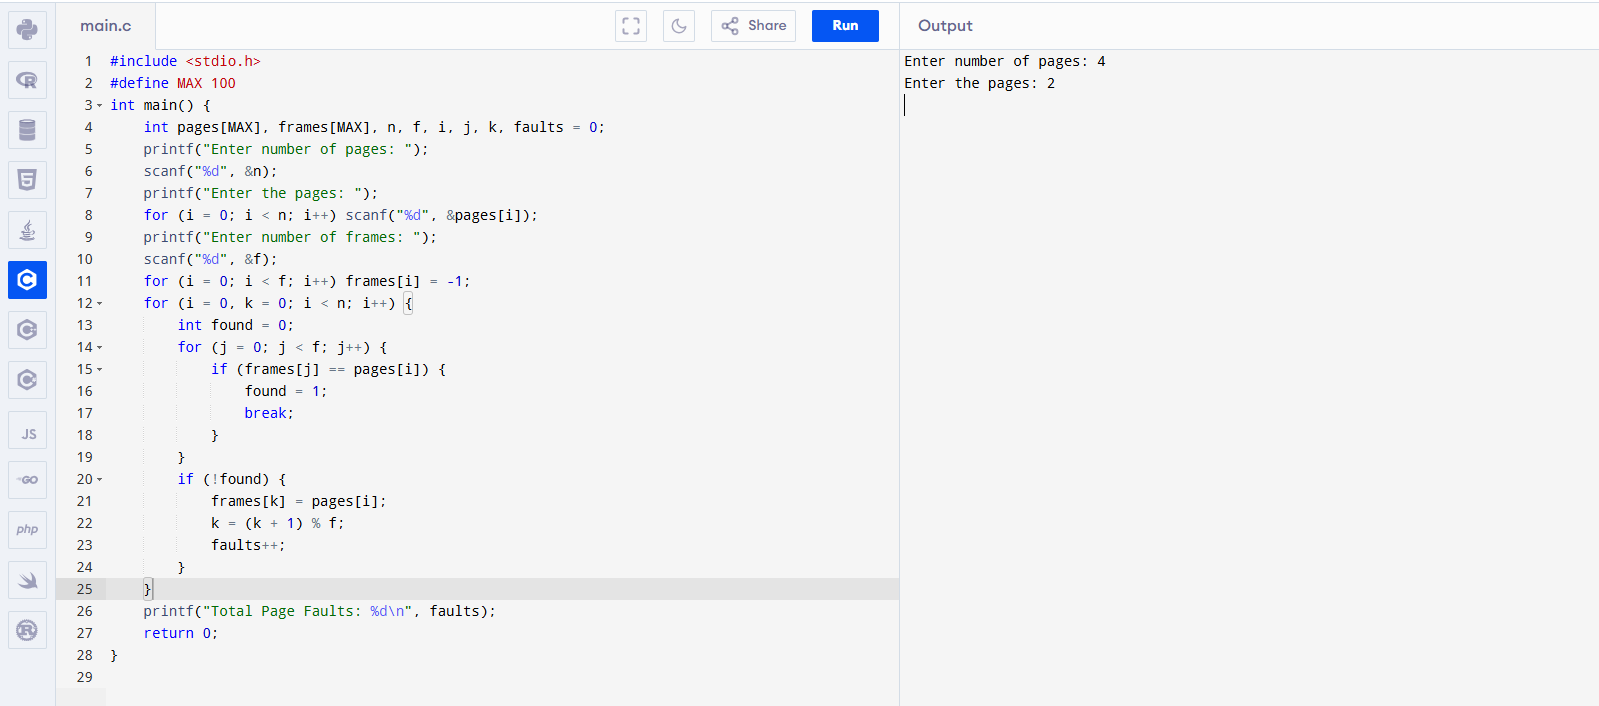 main.c
Share
Run
Output
1 #include <stdio.h>
2 #define MAX 100
3 int main() {
4     int pages[MAX], frames[MAX], n, f, i, j, k, faults = 0;
5     printf("Enter number of pages: ");
6     scanf("%d", &n);
7     printf("Enter the pages: ");
8     for (i = 0; i < n; i++) scanf("%d", &pages[i]);
9     printf("Enter number of frames: ");
10     scanf("%d", &f);
11     for (i = 0; i < f; i++) frames[i] = -1;
12     for (i = 0, k = 0; i < n; i++) {
13         int found = 0;
14         for (j = 0; j < f; j++) {
15             if (frames[j] == pages[i]) {
16                 found = 1;
17                 break;
18             }
19         }
20         if (!found) {
21             frames[k] = pages[i];
22             k = (k + 1) % f;
23             faults++;
24         }
25     }
26     printf("Total Page Faults: %d\n", faults);
27     return 0;
28 }
29
Enter number of pages: 4
Enter the pages: 2
R
5
C
C
C
JS
GO
php
R